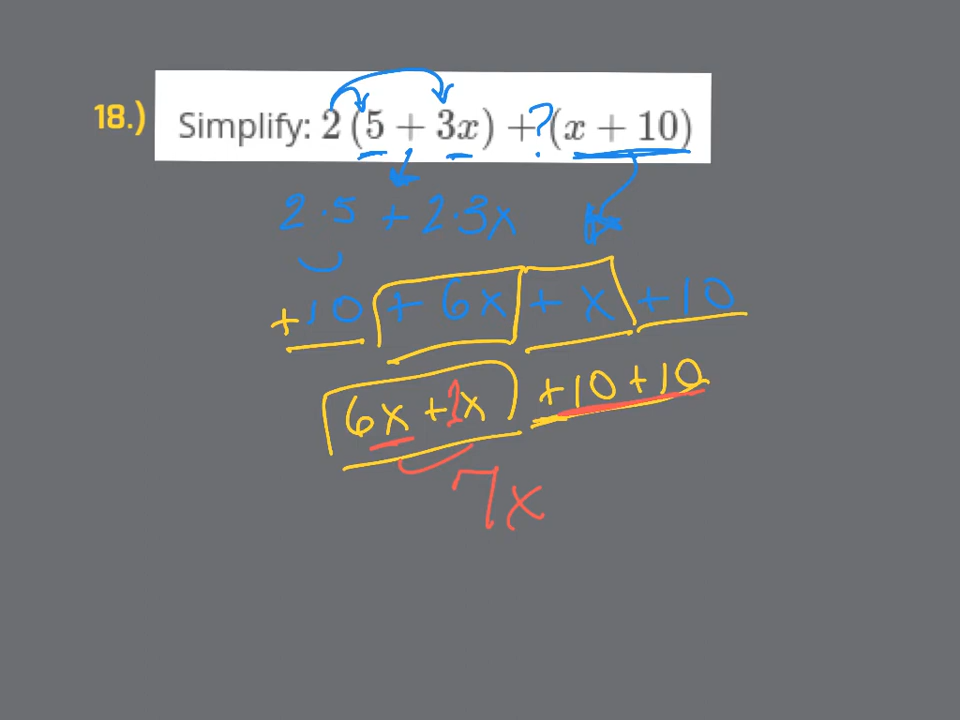 18.) Simplify: 2(5 + 3x) +?(x + 10)
2·5 + 2·3x
+10 + 6x + x + 10
6x + 1x + 10 + 10
7x